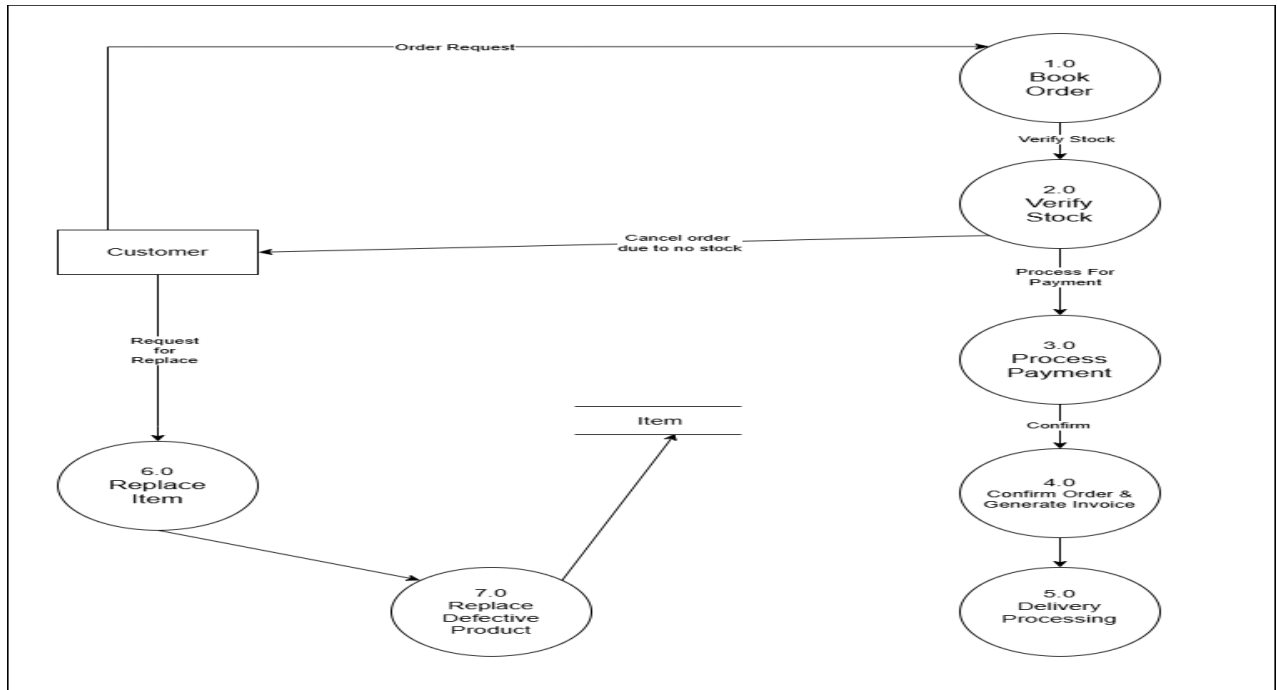 Order Request
1.0
Book
Order
Verify Stock
2.0
Verify
Stock
Cancel order
due to no stock
Customer
Process For
Payment
Request
for
Replace
3.0
Process
Payment
Item
Confirm
6.0
Replace
Item
4.0
Confirm Order &
Generate Invoice
7.0
Replace
Defective
Product
5.0
Delivery
Processing